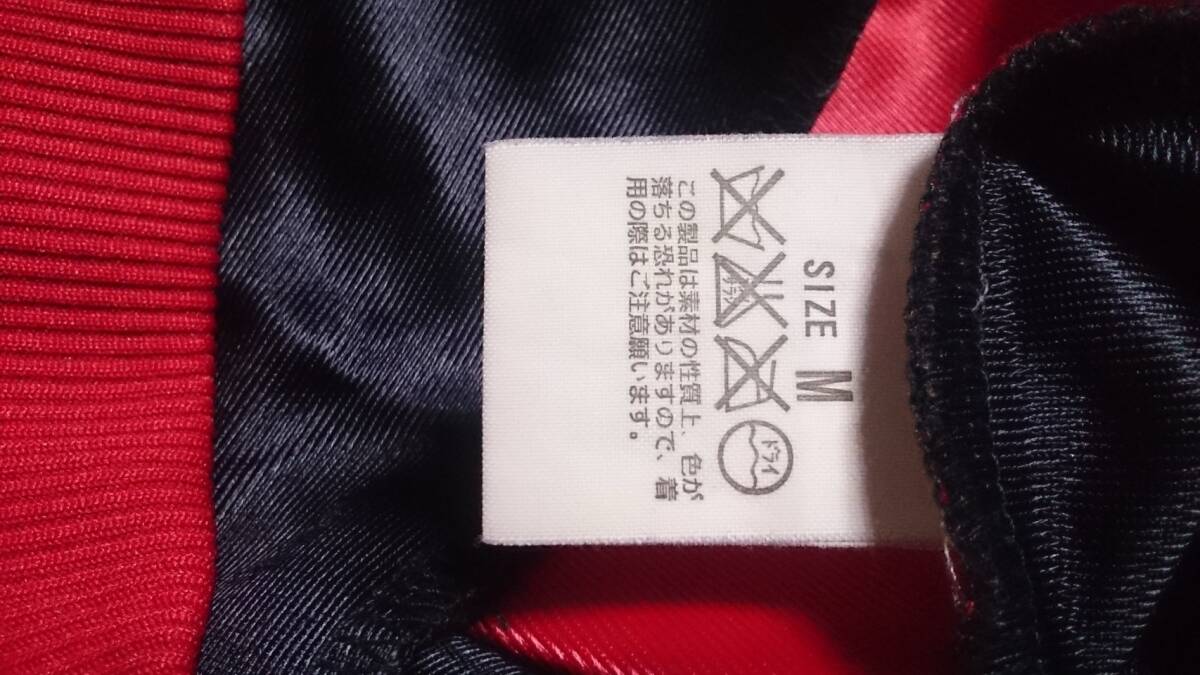 SIZE M
ドライ
この製品は素材の性質上、色が
落ちる恐れがありますので、着
用の際はご注意願います。